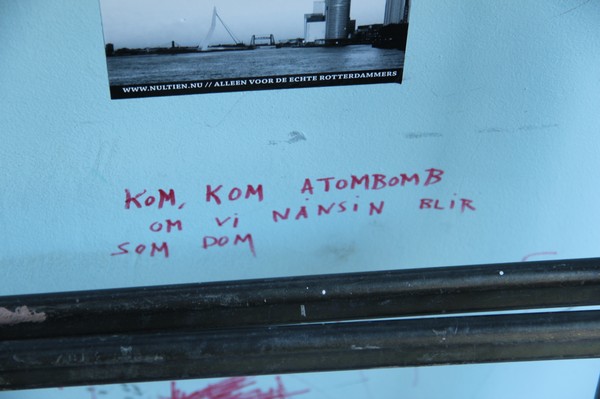 WWW.NULTIEN.NU // ALLEEN VOOR DE ECHTE ROTTERDAMMERS
KOM, KOM ATOMBOMB
OM VI NÅNSIN BLIR
SOM DOM